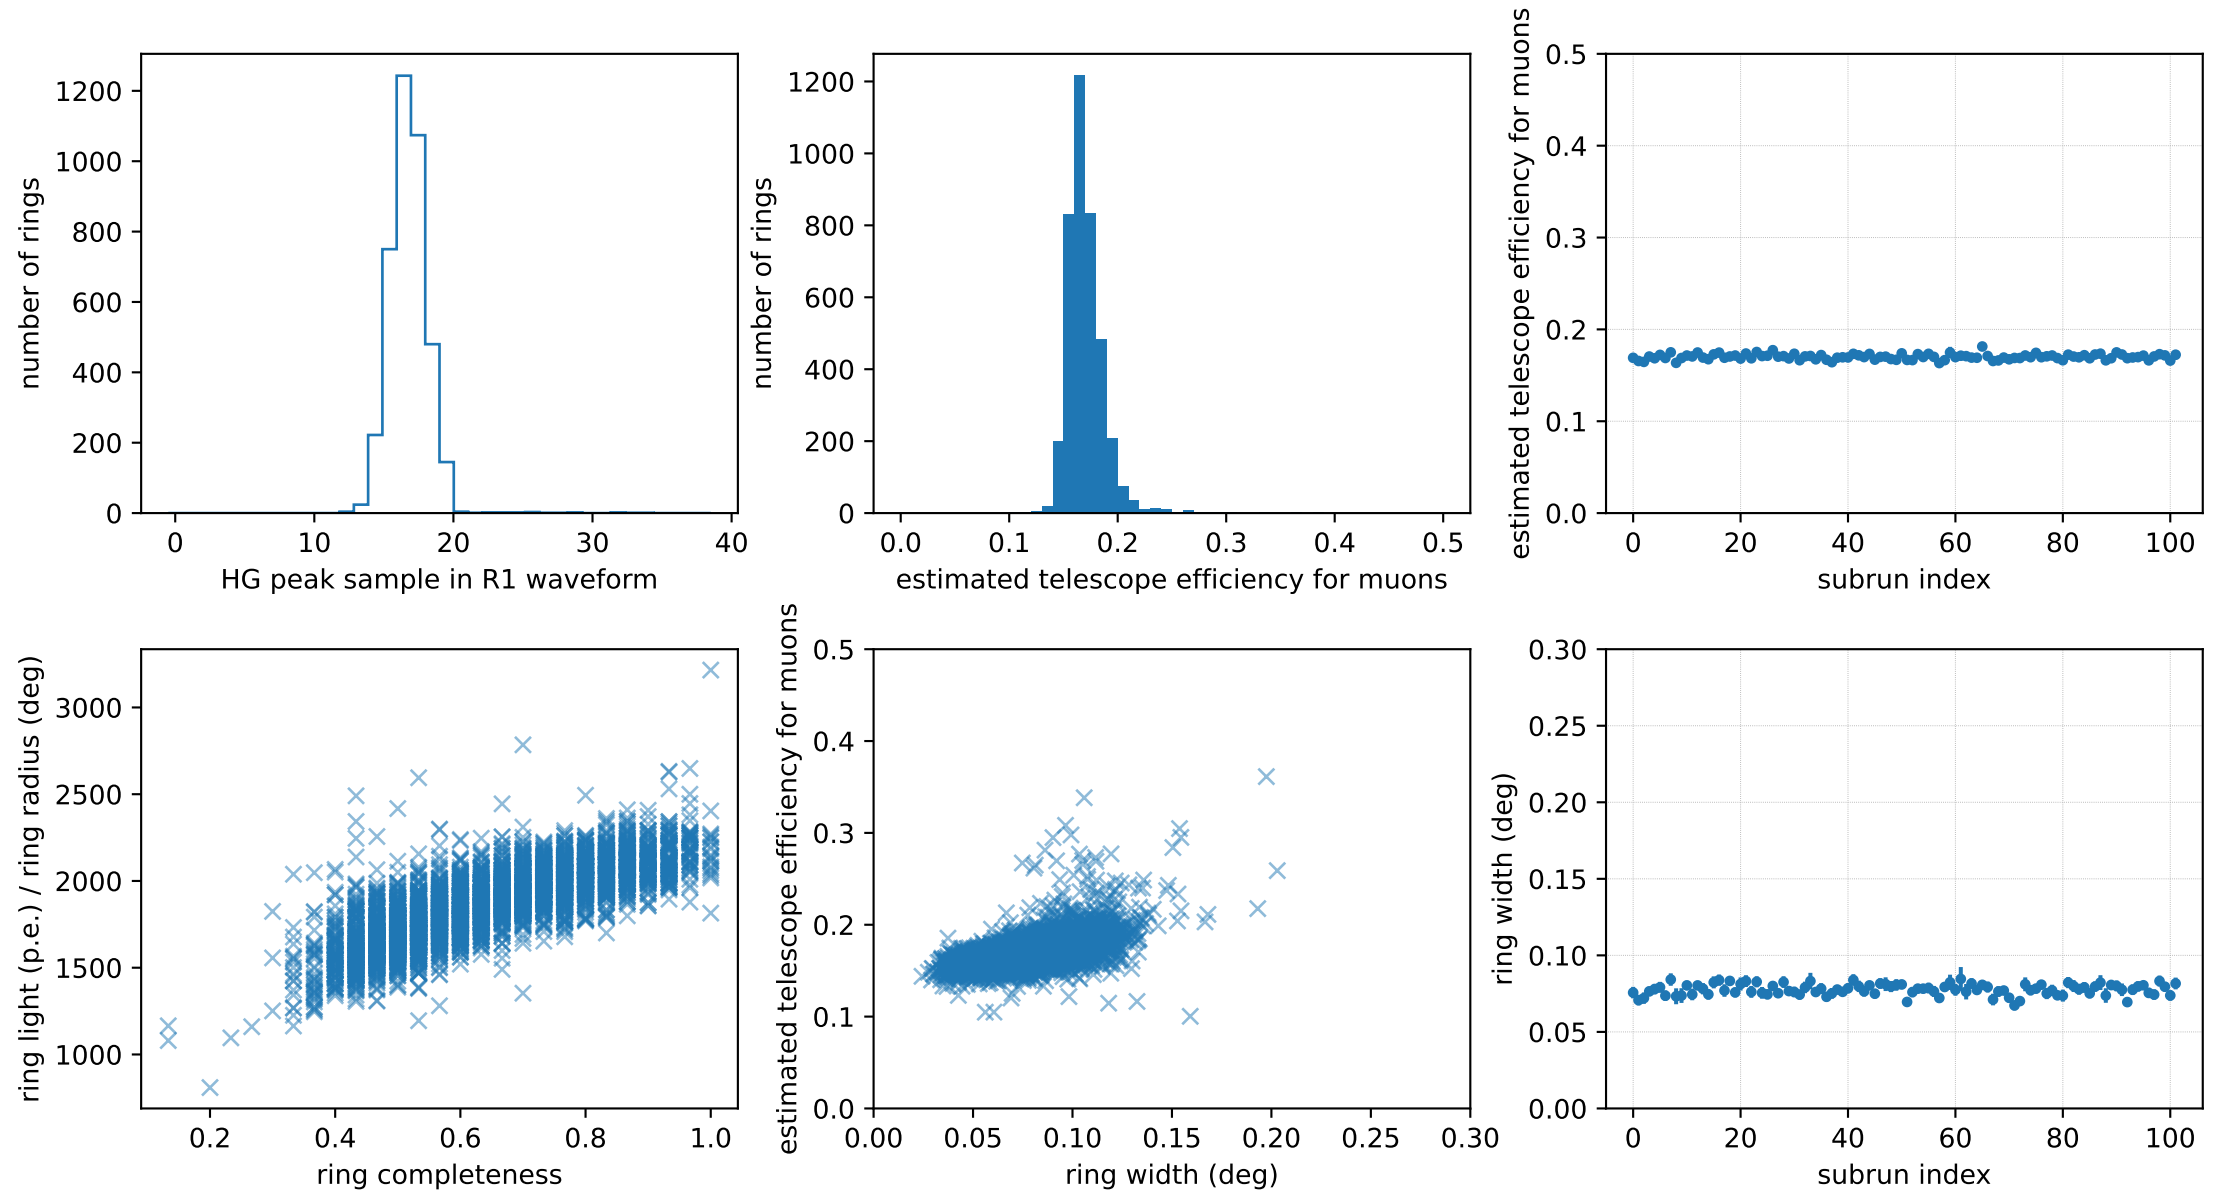 number of rings
1200
1000
800
600
400
200
0
0 10 20 30 40
HG peak sample in R1 waveform
number of rings
1200
1000
800
600
400
200
0
0.0 0.1 0.2 0.3 0.4 0.5
estimated telescope efficiency for muons
estimated telescope efficiency for muons
0.5
0.4
0.3
0.2
0.1
0.0
0 20 40 60 80 100
subrun index
ring light (p.e.) / ring radius (deg)
3000
2500
2000
1500
1000
0.2 0.4 0.6 0.8 1.0
ring completeness
estimated telescope efficiency for muons
0.5
0.4
0.3
0.2
0.1
0.0
0.00 0.05 0.10 0.15 0.20 0.25 0.30
ring width (deg)
ring width (deg)
0.30
0.25
0.20
0.15
0.10
0.05
0.00
0 20 40 60 80 100
subrun index